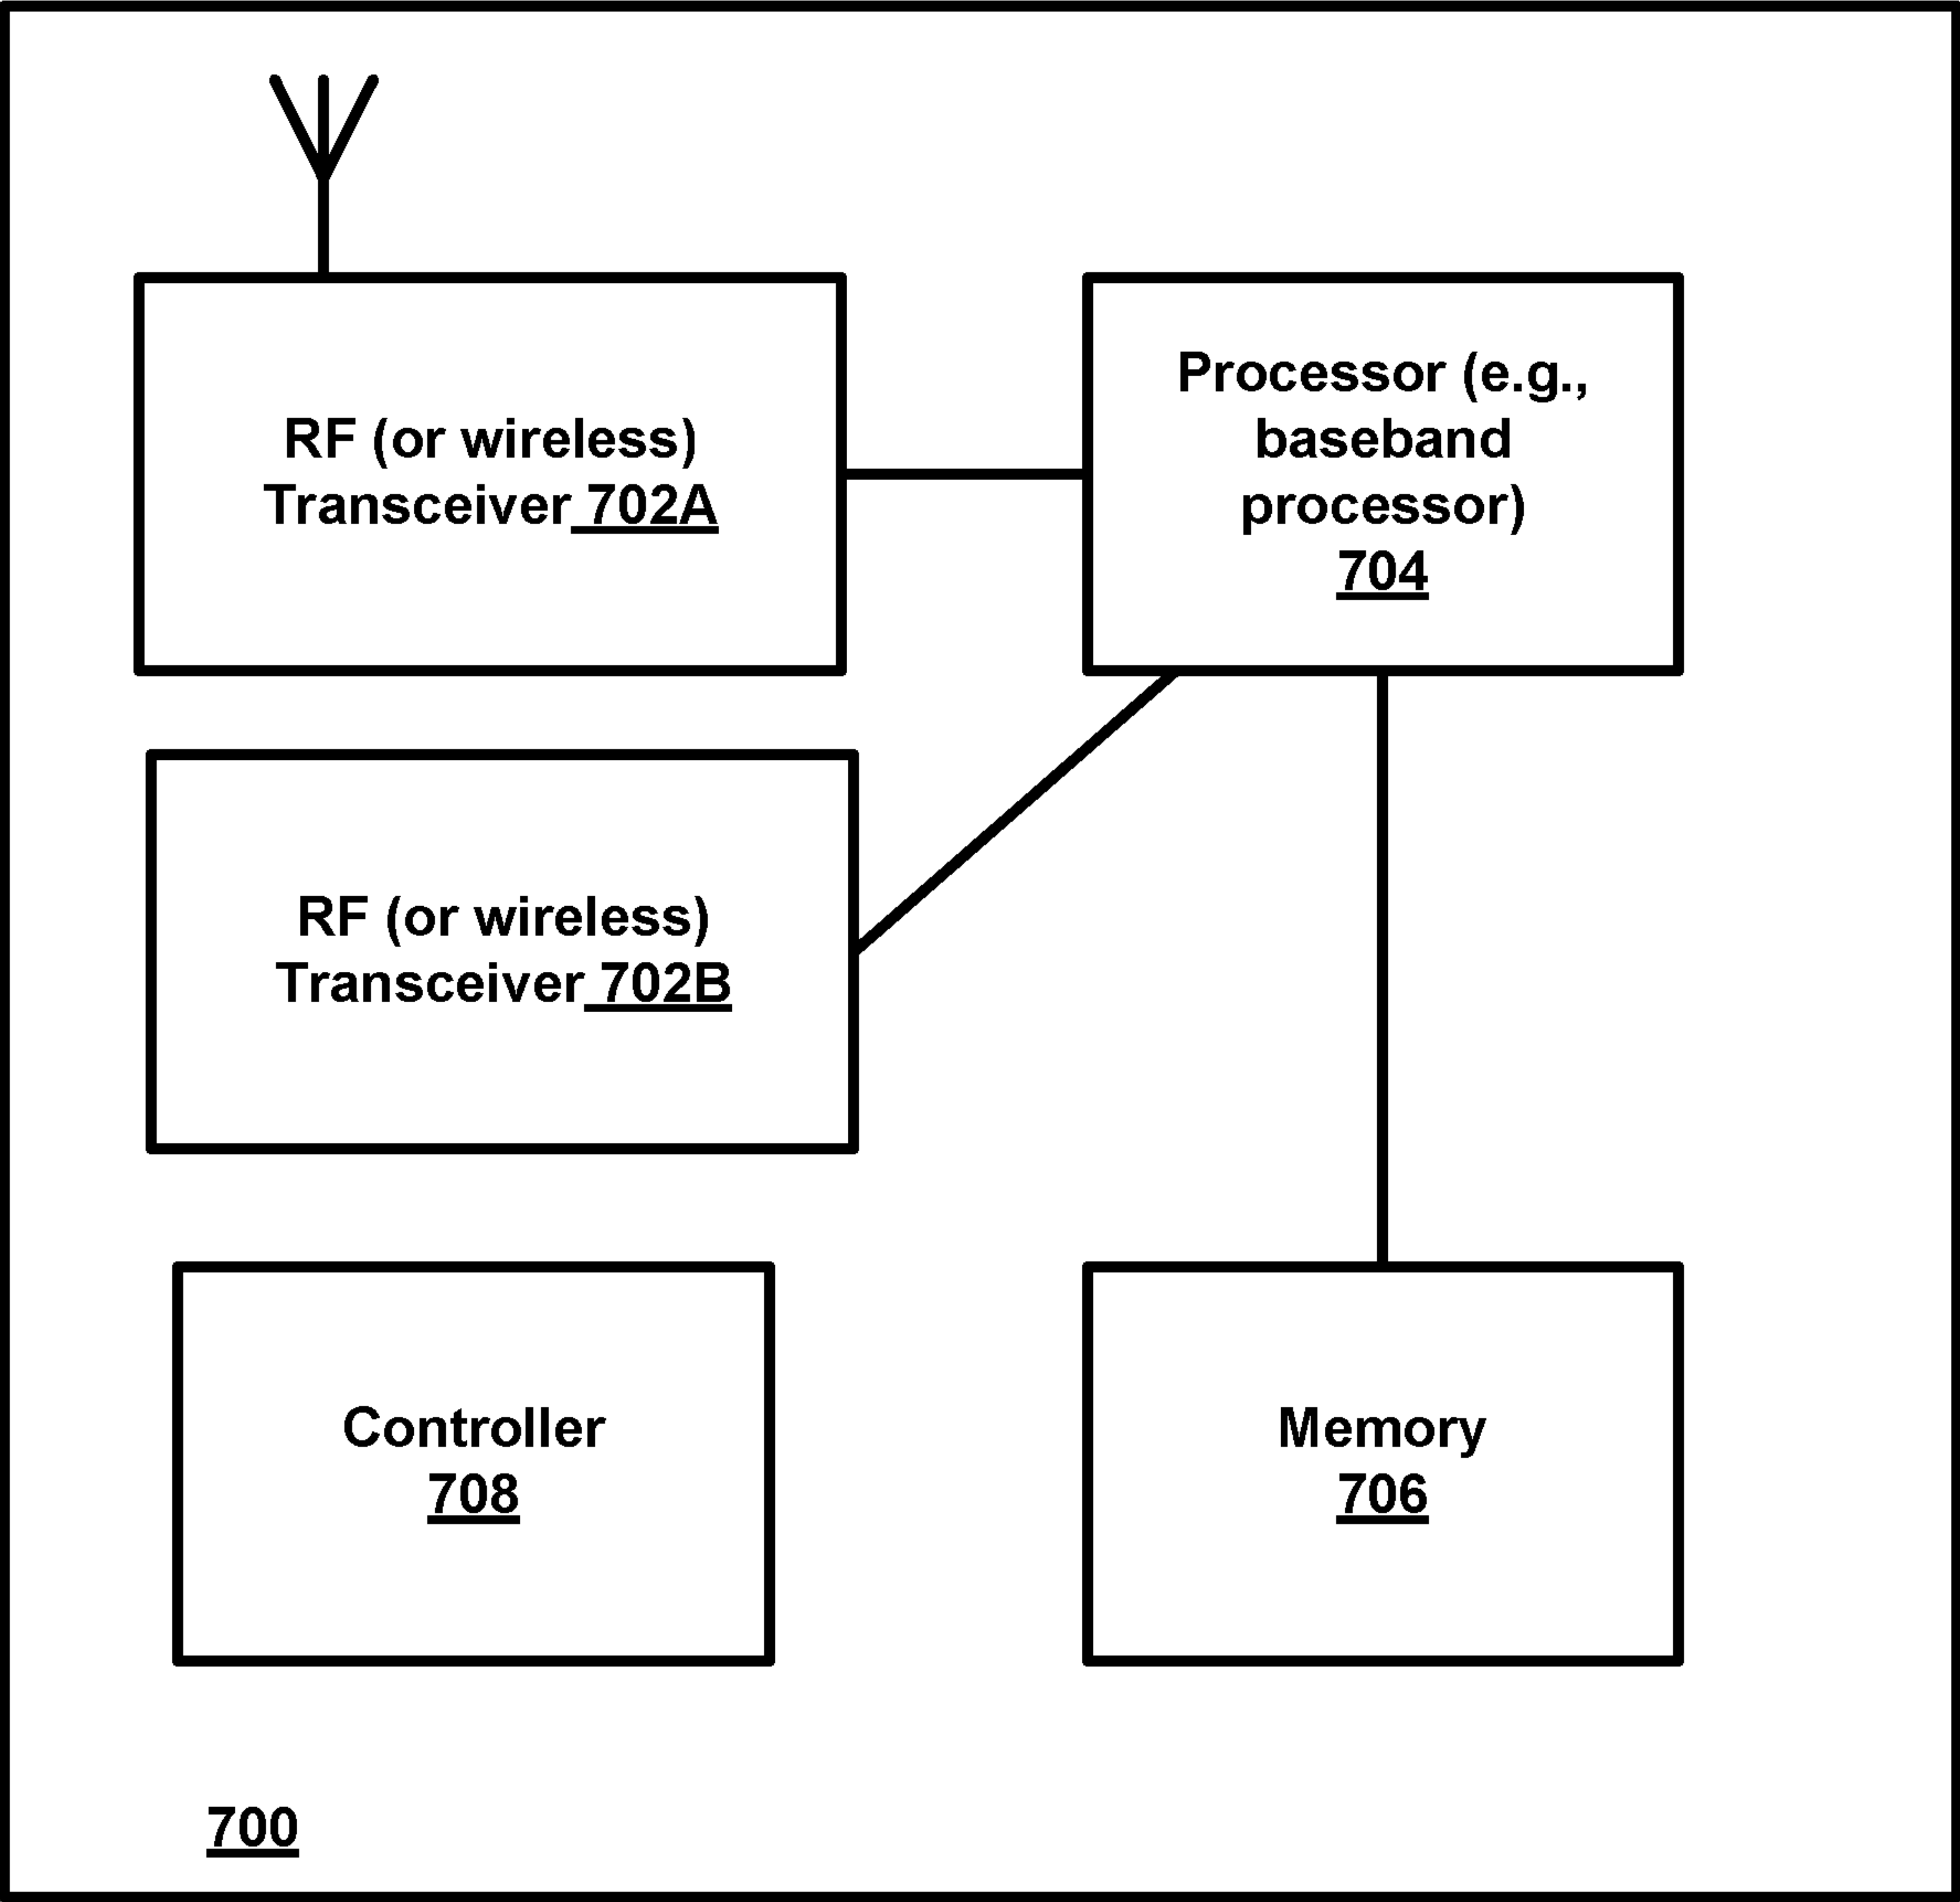 RF (or wireless)
Transceiver 702A
Processor (e.g.,
baseband
processor)
704
RF (or wireless)
Transceiver 702B
Controller
708
Memory
706
700